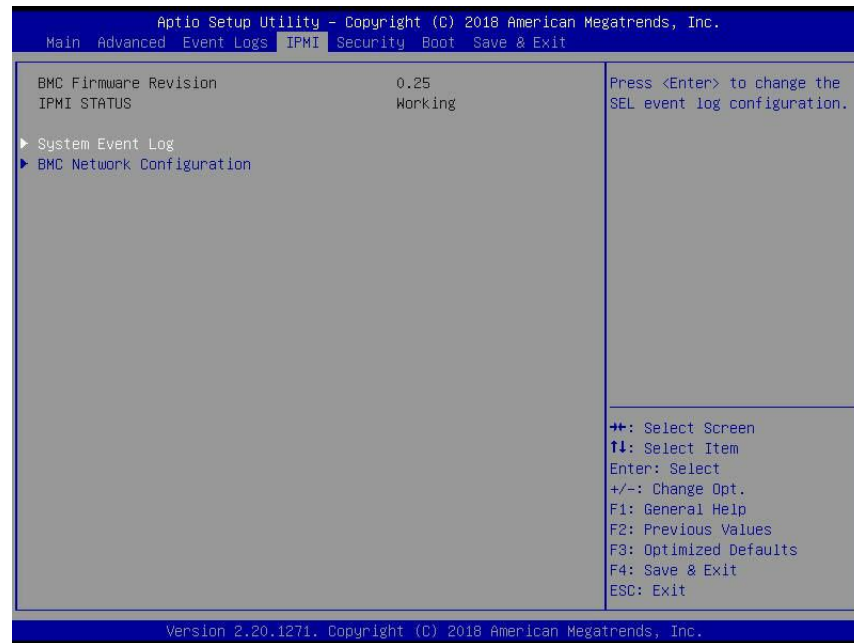 Aptio Setup Utility – Copyright (C) 2018 American Megatrends, Inc.
Main Advanced Event Logs IPMI Security Boot Save & Exit
BMC Firmware Revision 0.25
IPMI STATUS Working
▶ System Event Log
▶ BMC Network Configuration
Press <Enter> to change the
SEL event log configuration.
→←: Select Screen
↑↓: Select Item
Enter: Select
+/-: Change Opt.
F1: General Help
F2: Previous Values
F3: Optimized Defaults
F4: Save & Exit
ESC: Exit
Version 2.20.1271. Copyright (C) 2018 American Megatrends, Inc.